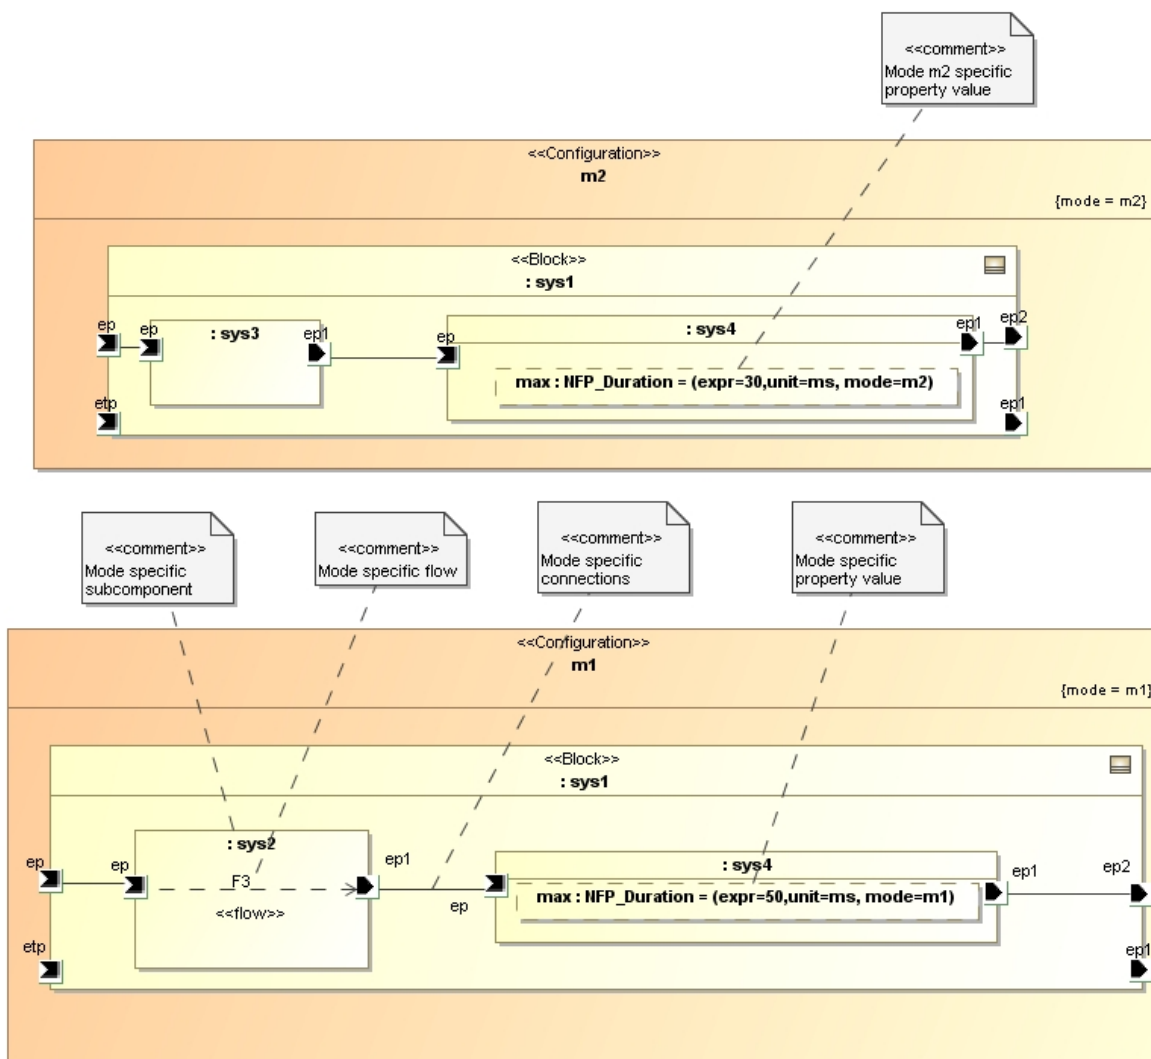 <<comment>>
Mode m2 specific
property value
<<Configuration>>
m2
{mode = m2}
<<Block>>
: sys1
ep
ep
: sys3
ep1
ep
: sys4
ep1
ep2
max : NFP_Duration = (expr=30,unit=ms, mode=m2)
etp
ep1
<<comment>>
Mode specific
subcomponent
<<comment>>
Mode specific flow
<<comment>>
Mode specific
connections
<<comment>>
Mode specific
property value
<<Configuration>>
m1
{mode = m1}
<<Block>>
: sys1
ep
ep
: sys2
F3
<<flow>>
ep1
ep
: sys4
max : NFP_Duration = (expr=50,unit=ms, mode=m1)
ep1
ep2
etp
ep1